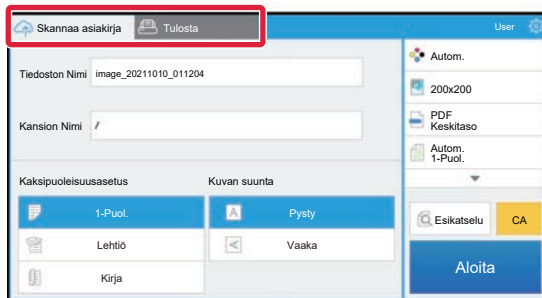 Skannaa asiakirja
Tulosta
User
Tiedoston Nimi
image_20211010_011204
Kansion Nimi
/
Kaksipuoleisuusasetus
Kuvan suunta
1-Puol.
Pysty
Lehtiö
Vaaka
Kirja
Autom.
200x200
PDF
Keskitaso
Autom.
1-Puol.
Esikatselu
CA
Aloita